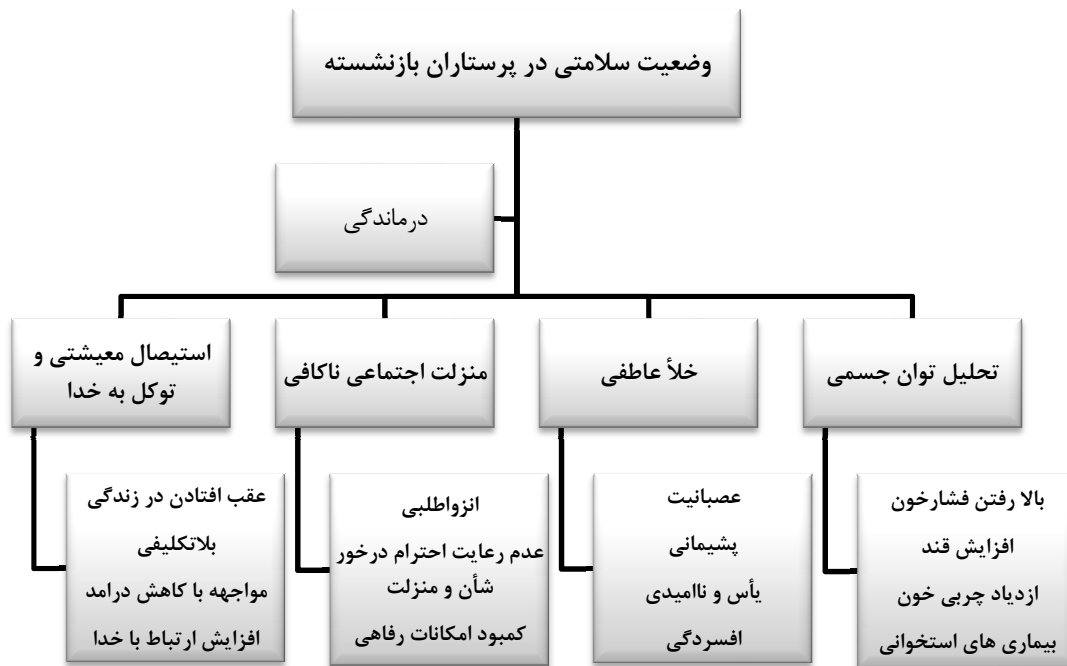 وضعیت سلامتی در پرستاران بازنشسته
درماندگی
تحلیل توان جسمی
بالا رفتن فشارخون
افزایش قند
ازدیاد چربی خون
بیماری های استخوانی
خلأ عاطفی
عصبانیت
پشیمانی
یأس و ناامیدی
افسردگی
منزلت اجتماعی ناکافی
انزواطلبی
عدم رعایت احترام درخور
شأن و منزلت
کمبود امکانات رفاهی
استیصال معیشتی و
توکل به خدا
عقب افتادن در زندگی
بلاتکلیفی
مواجهه با کاهش درامد
افزایش ارتباط با خدا